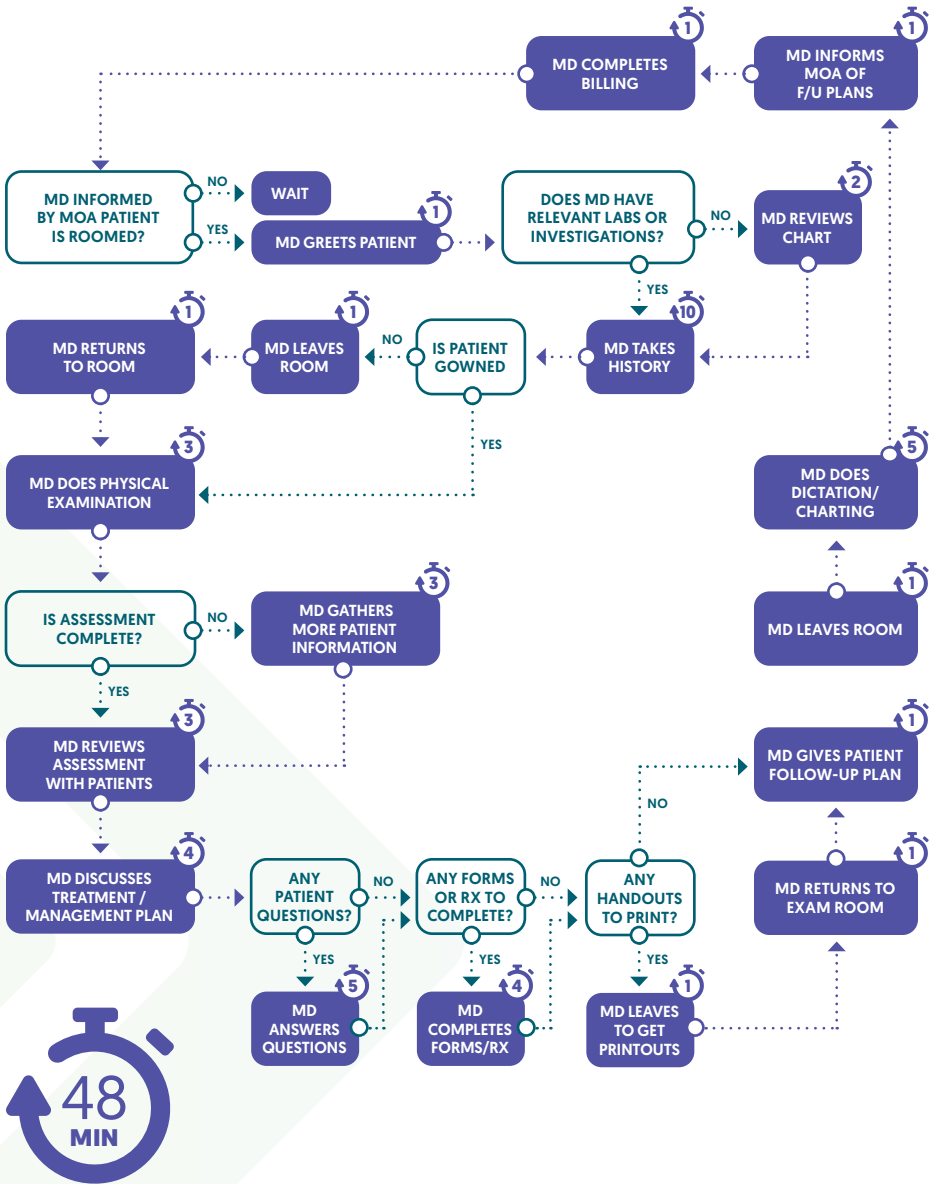 1
MD COMPLETES
BILLING
1
MD INFORMS
MOA OF
F/U PLANS
MD INFORMED
BY MOA PATIENT
IS ROOMED?
NO
WAIT
YES
1
MD GREETS PATIENT
DOES MD HAVE
RELEVANT LABS OR
INVESTIGATIONS?
NO
2
MD REVIEWS
CHART
YES
10
MD TAKES
HISTORY
IS PATIENT
GOWNED
NO
1
MD LEAVES
ROOM
1
MD RETURNS
TO ROOM
YES
3
MD DOES PHYSICAL
EXAMINATION
IS ASSESSMENT
COMPLETE?
NO
3
MD GATHERS
MORE PATIENT
INFORMATION
YES
3
MD REVIEWS
ASSESSMENT
WITH PATIENTS
4
MD DISCUSSES
TREATMENT /
MANAGEMENT PLAN
ANY
PATIENT
QUESTIONS?
NO
YES
5
MD
ANSWERS
QUESTIONS
ANY FORMS
OR RX TO
COMPLETE?
NO
YES
4
MD
COMPLETES
FORMS/RX
ANY
HANDOUTS
TO PRINT?
NO
YES
1
MD LEAVES
TO GET
PRINTOUTS
1
MD RETURNS TO
EXAM ROOM
1
MD GIVES PATIENT
FOLLOW-UP PLAN
1
MD LEAVES ROOM
5
MD DOES
DICTATION/
CHARTING
48
MIN